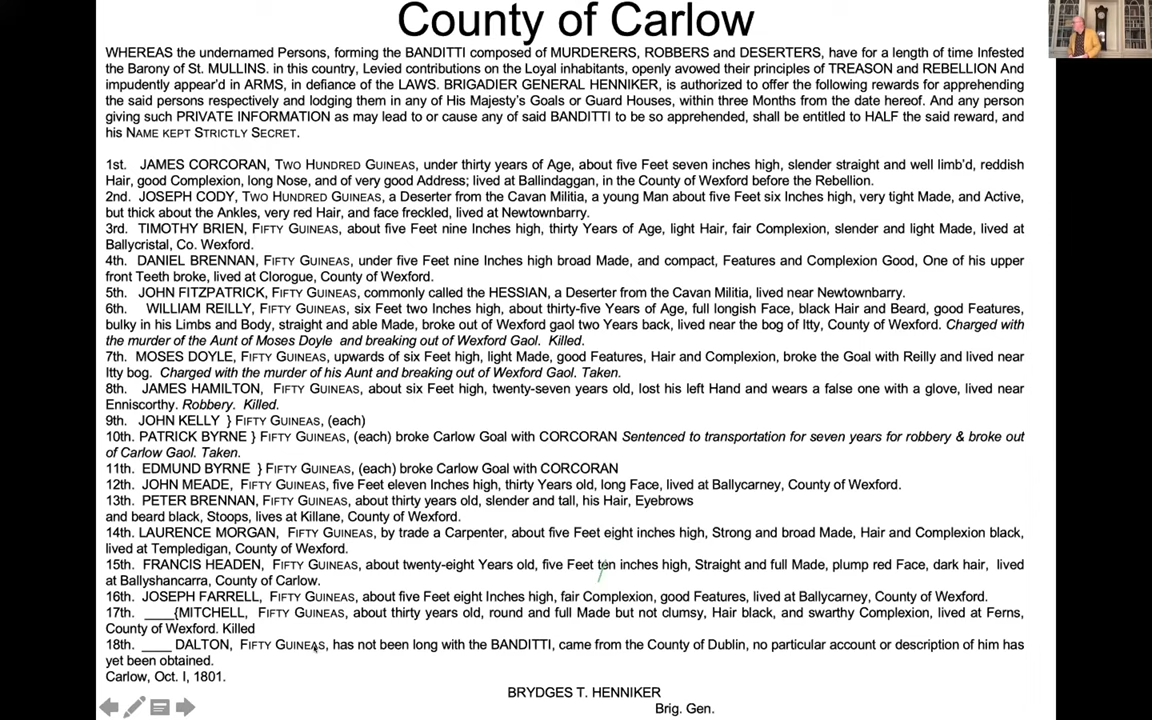 County of Carlow
WHEREAS the undernamed Persons, forming the BANDITTI composed of MURDERERS, ROBBERS and DESERTERS, have for a length of time Infested
the Barony of St. MULLINS. in this country, Levied contributions on the Loyal inhabitants, openly avowed their principles of TREASON and REBELLION And
impudently appear'd in ARMS, in defiance of the LAWS. BRIGADIER GENERAL HENNIKER, is authorized to offer the following rewards for apprehending
the said persons respectively and lodging them in any of His Majesty's Goals or Guard Houses, within three Months from the date hereof. And any person
giving such PRIVATE INFORMATION as may lead to or cause any of said BANDITTI to be so apprehended, shall be entitled to HALF the said reward, and
his NAME KEPT STRICTLY SECRET.
1st. JAMES CORCORAN, TWO HUNDRED GUINEAS, under thirty years of Age, about five Feet seven inches high, slender straight and well limb'd, reddish
Hair, good Complexion, long Nose, and of very good Address; lived at Ballindaggan, in the County of Wexford before the Rebellion.
2nd. JOSEPH CODY, TWO HUNDRED GUINEAS, a Deserter from the Cavan Militia, a young Man about five Feet six Inches high, very tight Made, and Active,
but thick about the Ankles, very red Hair, and face freckled, lived at Newtownbarry.
3rd. TIMOTHY BRIEN, FIFTY GUINEAS, about five Feet nine Inches high, thirty Years of Age, light Hair, fair Complexion, slender and light Made, lived at
Ballycristal, Co. Wexford.
4th. DANIEL BRENNAN, FIFTY GUINEAS, under five Feet nine Inches high broad Made, and compact, Features and Complexion Good, One of his upper
front Teeth broke, lived at Clorogue, County of Wexford.
5th. JOHN FITZPATRICK, FIFTY GUINEAS, commonly called the HESSIAN, a Deserter from the Cavan Militia, lived near Newtownbarry.
6th. WILLIAM REILLY, FIFTY GUINEAS, six Feet two Inches high, about thirty-five Years of Age, full longish Face, black Hair and Beard, good Features,
bulky in his Limbs and Body, straight and able Made, broke out of Wexford gaol two Years back, lived near the bog of Itty, County of Wexford. Charged with
the murder of the Aunt of Moses Doyle and breaking out of Wexford Gaol. Killed.
7th. MOSES DOYLE, FIFTY GUINEAS, upwards of six Feet high, light Made, good Features, Hair and Complexion, broke the Goal with Reilly and lived near
Itty bog. Charged with the murder of his Aunt and breaking out of Wexford Gaol. Taken.
8th. JAMES HAMILTON, FIFTY GUINEAS, about six Feet high, twenty-seven years old, lost his left Hand and wears a false one with a glove, lived near
Enniscorthy. Robbery. Killed.
9th. JOHN KELLY } FIFTY GUINEAS, (each)
10th. PATRICK BYRNE } FIFTY GUINEAS, (each) broke Carlow Goal with CORCORAN Sentenced to transportation for seven years for robbery & broke out
of Carlow Gaol. Taken.
11th. EDMUND BYRNE } FIFTY GUINEAS, (each) broke Carlow Goal with CORCORAN
12th. JOHN MEADE, FIFTY GUINEAS, five Feet eleven Inches high, thirty Years old, long Face, lived at Ballycarney, County of Wexford.
13th. PETER BRENNAN, FIFTY GUINEAS, about thirty years old, slender and tall, his Hair, Eyebrows
and beard black, Stoops, lives at Killane, County of Wexford.
14th. LAURENCE MORGAN, FIFTY GUINEAS, by trade a Carpenter, about five Feet eight inches high, Strong and broad Made, Hair and Complexion black,
lived at Templedigan, County of Wexford.
15th. FRANCIS HEADEN, FIFTY GUINEAS, about twenty-eight Years old, five Feet ten inches high, Straight and full Made, plump red Face, dark hair, lived
at Ballyshancarra, County of Carlow.
16th. JOSEPH FARRELL, FIFTY GUINEAS, about five Feet eight Inches high, fair Complexion, good Features, lived at Ballycarney, County of Wexford.
17th. ____{MITCHELL, FIFTY GUINEAS, about thirty years old, round and full Made but not clumsy, Hair black, and swarthy Complexion, lived at Ferns,
County of Wexford. Killed
18th. ____ DALTON, FIFTY GUINEAS, has not been long with the BANDITTI, came from the County of Dublin, no particular account or description of him has
yet been obtained.
Carlow, Oct. I, 1801.
BRYDGES T. HENNIKER
Brig. Gen.